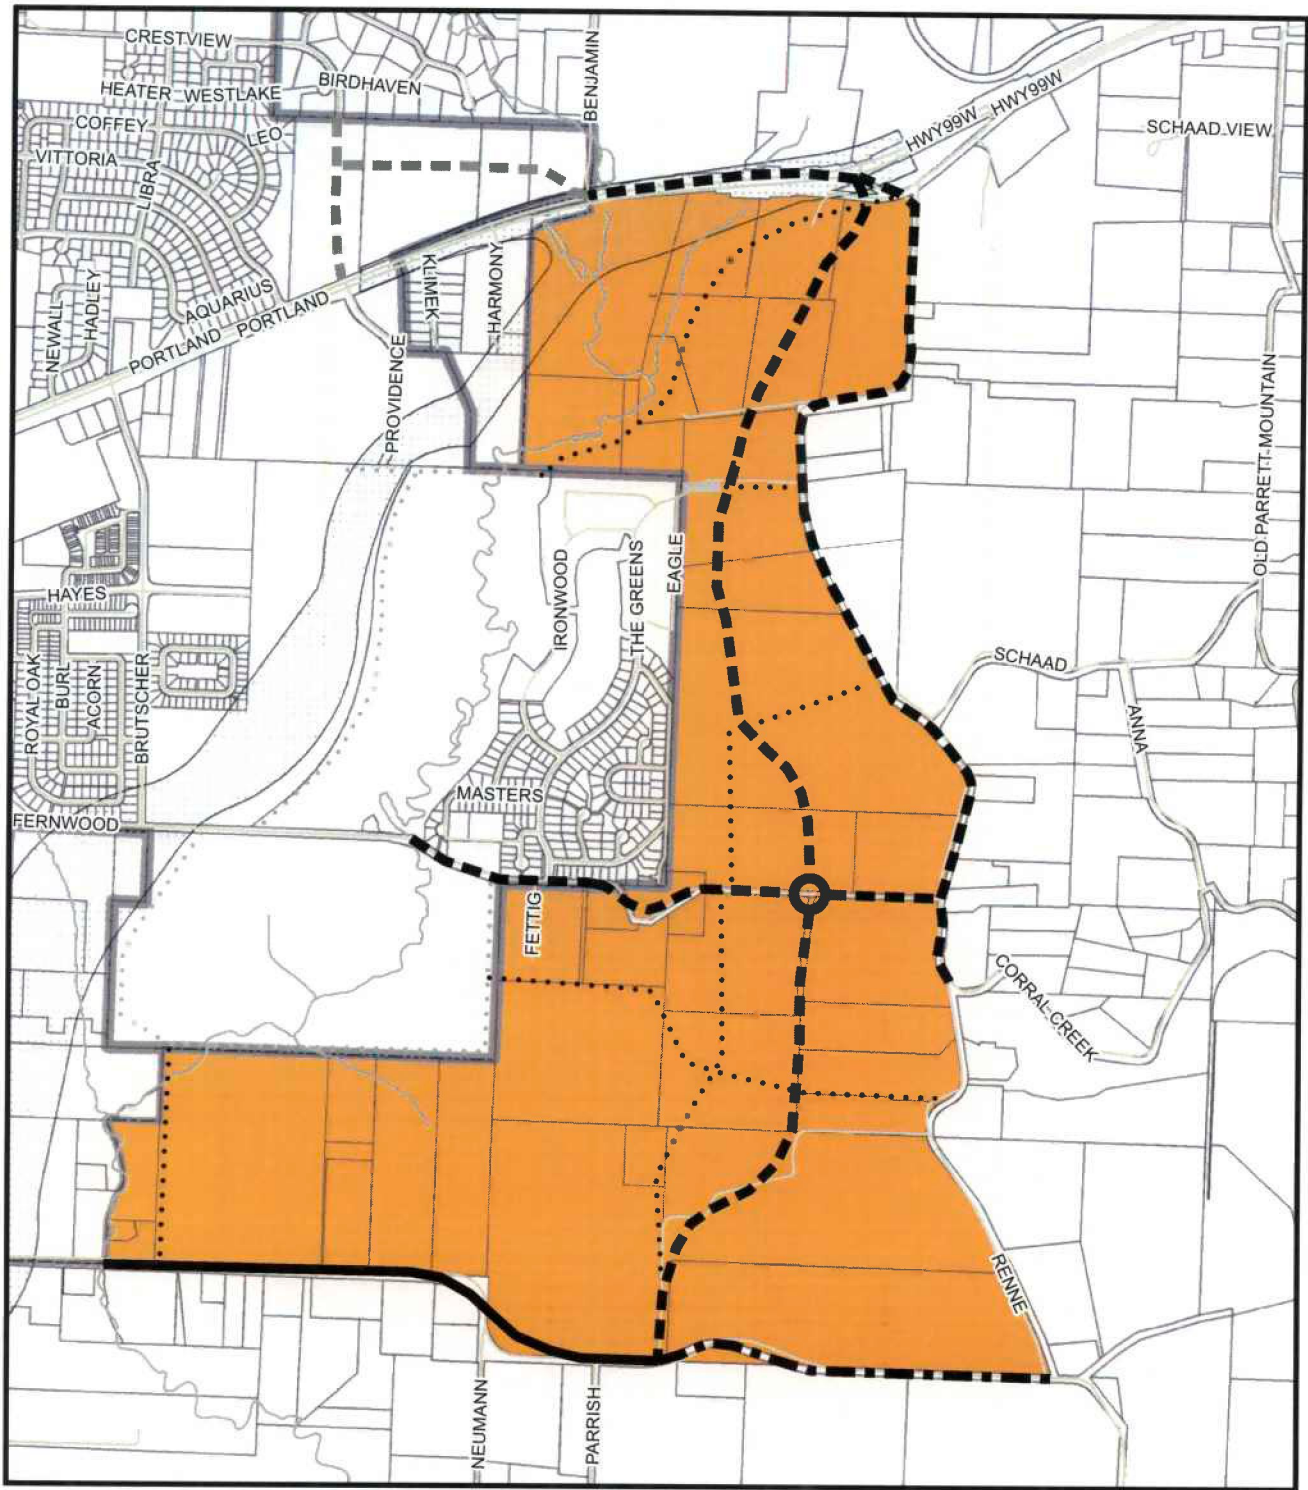 CRESTVIEW
BENJAMIN
HEATER WESTLAKE
BIRDHAVEN
COFFEY
LEO
VITTORIA
LIBRA
HWY99W
HWY99W
SCHAAD VIEW
NEWALL
HADLEY
AQUARIUS
PORTLAND
PORTLAND
KLIMEK
HARMONY
PROVIDENCE
OLD PARRETT MOUNTAIN
HAYES
IRONWOOD
THE GREENS
EAGLE
ROYAL OAK
BURL
ACORN
BRUTSCHER
SCHAAD
ANNA
MASTERS
FERNWOOD
FETTIG
CORRAL CREEK
RENNE
NEUMANN
PARRISH